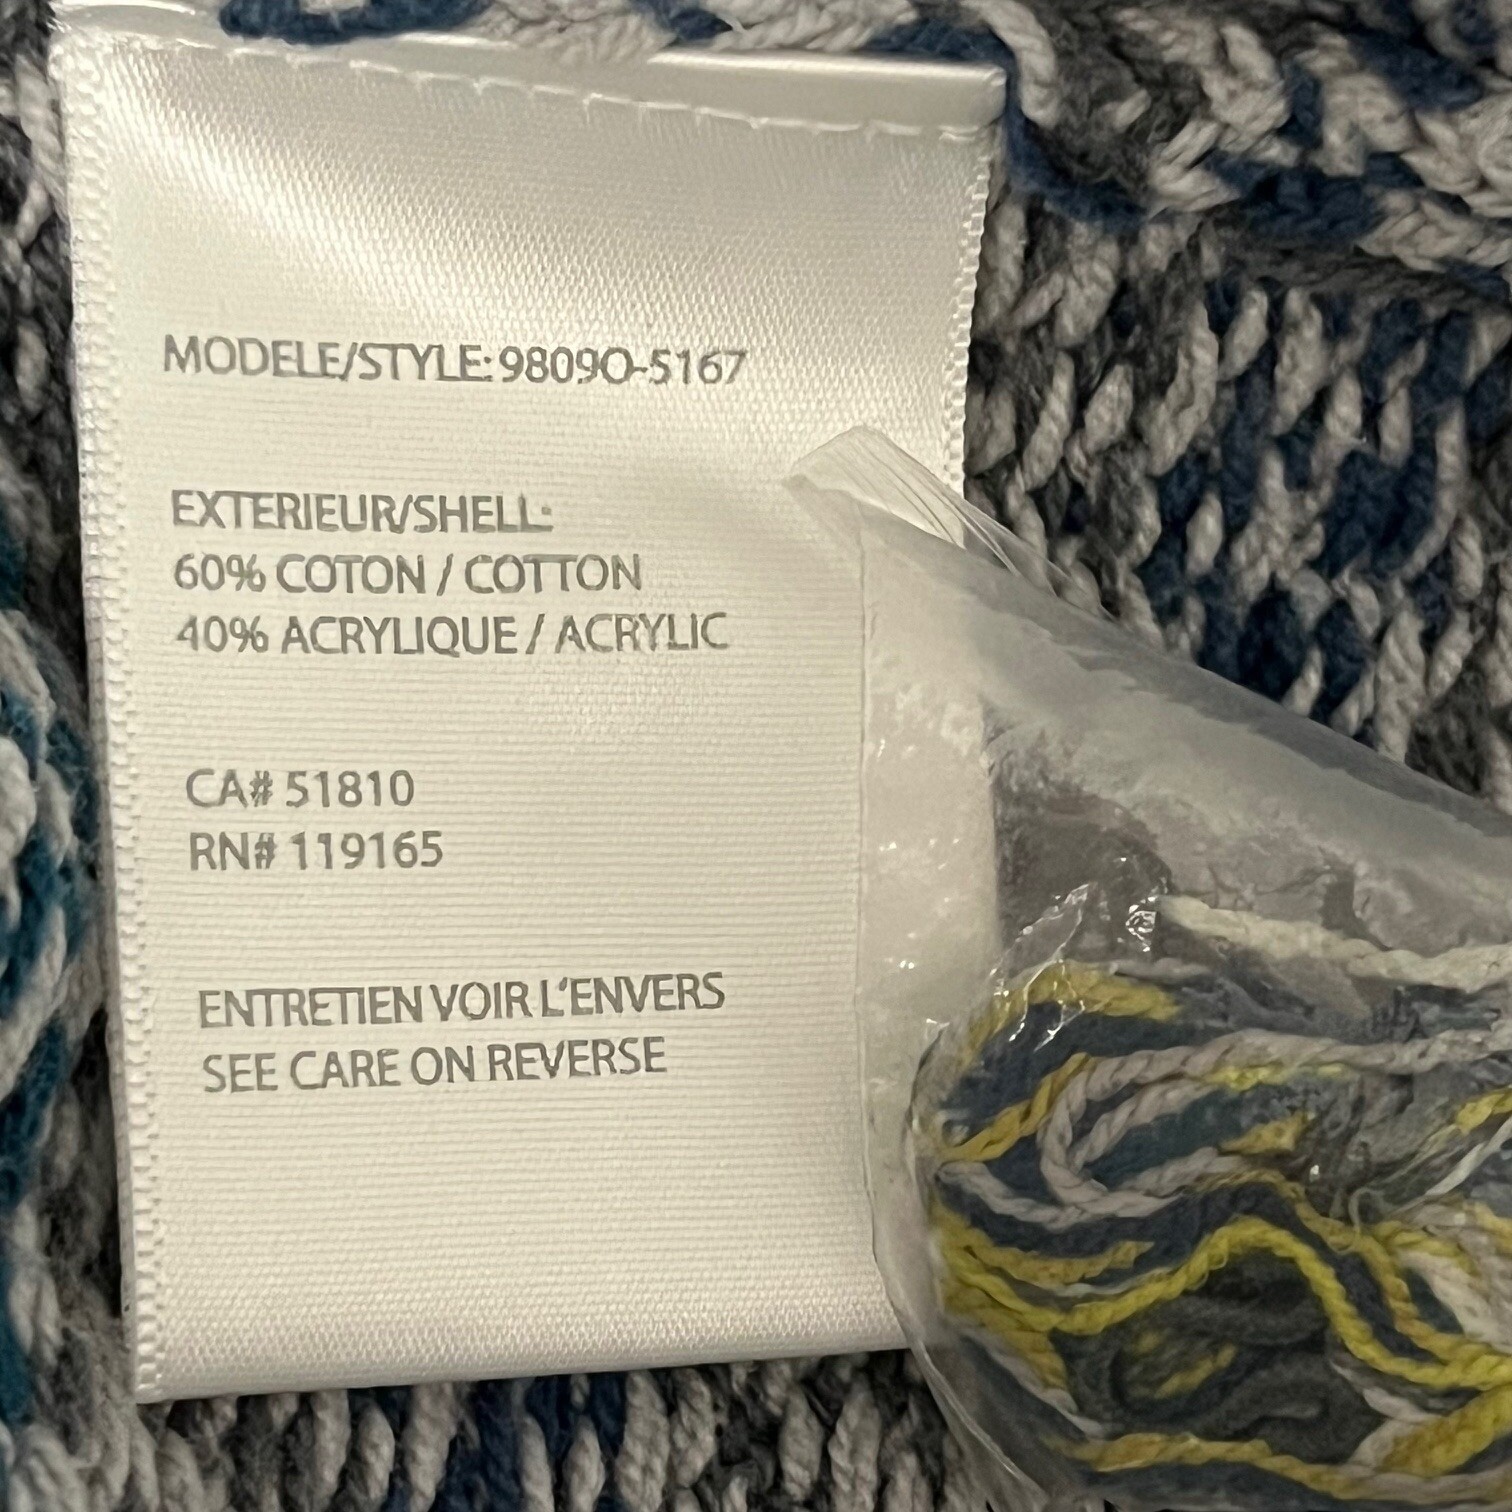 MODELE/STYLE: 9809O-5167
EXTERIEUR/SHELL:
60% COTON / COTTON
40% ACRYLIQUE / ACRYLIC
CA# 51810
RN# 119165
ENTRETIEN VOIR L'ENVERS
SEE CARE ON REVERSE